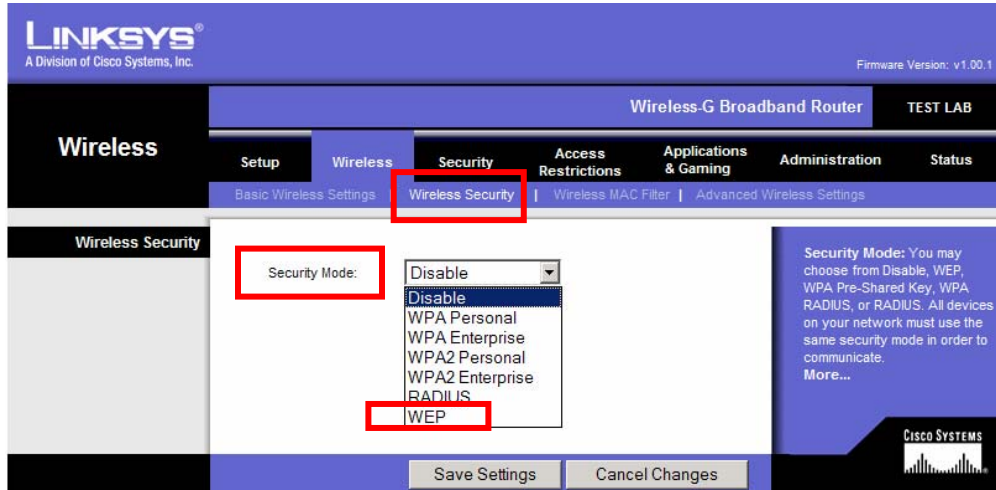 LINKSYS®
A Division of Cisco Systems, Inc.
Firmware Version: v1.00.1
Wireless-G Broadband Router
TEST LAB
Wireless
Setup
Wireless
Security
Access
Restrictions
Applications
& Gaming
Administration
Status
Basic Wireless Settings | Wireless Security | Wireless MAC Filter | Advanced Wireless Settings
Wireless Security
Security Mode:
Disable
Disable
WPA Personal
WPA Enterprise
WPA2 Personal
WPA2 Enterprise
RADIUS
WEP
Security Mode: You may
choose from Disable, WEP,
WPA Pre-Shared Key, WPA
RADIUS, or RADIUS. All devices
on your network must use the
same security mode in order to
communicate.
More...
CISCO SYSTEMS
Save Settings
Cancel Changes